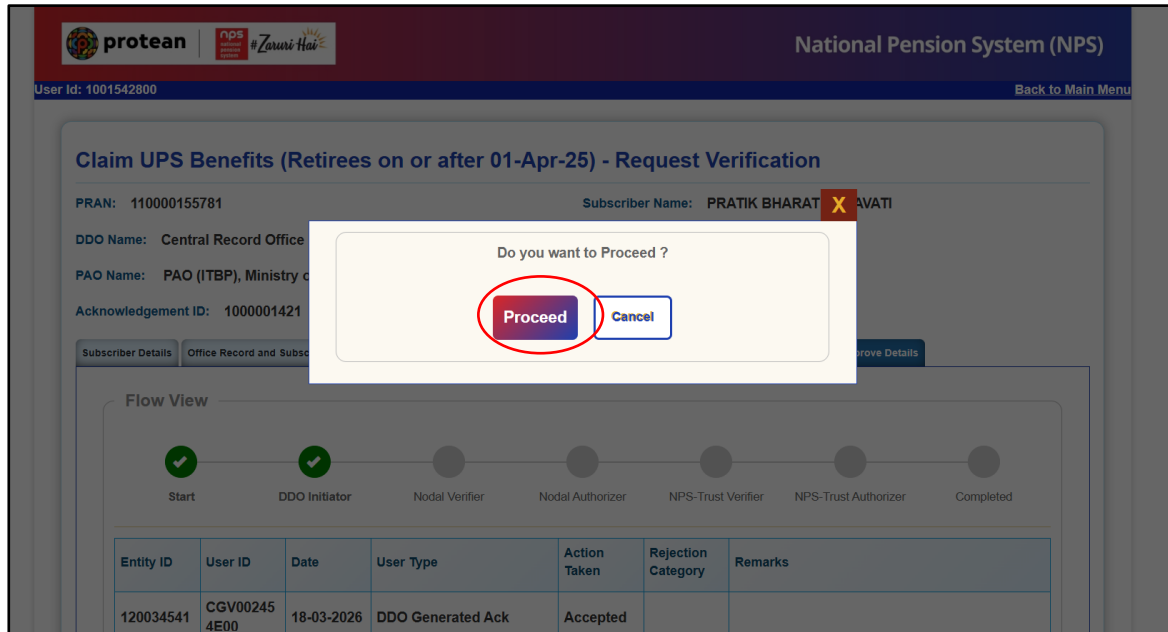 protean
nps
national
pension
system
#Zaruri Hai
National Pension System (NPS)
User Id: 1001542800
Back to Main Menu
Claim UPS Benefits (Retirees on or after 01-Apr-25) - Request Verification
PRAN: 110000155781
Subscriber Name: PRATIK BHARAT AVATI
X
DDO Name: Central Record Office
Do you want to Proceed ?
PAO Name: PAO (ITBP), Ministry
Acknowledgement ID: 1000001421
Proceed
Cancel
Subscriber Details
Office Record and
Details
Flow View
Start
DDO Initiator
Nodal Verifier
Nodal Authorizer
NPS-Trust Verifier
NPS-Trust Authorizer
Completed
Entity ID User ID Date User Type Action Taken Rejection Category Remarks
120034541 CGV00245 4E00 18-03-2026 DDO Generated Ack Accepted